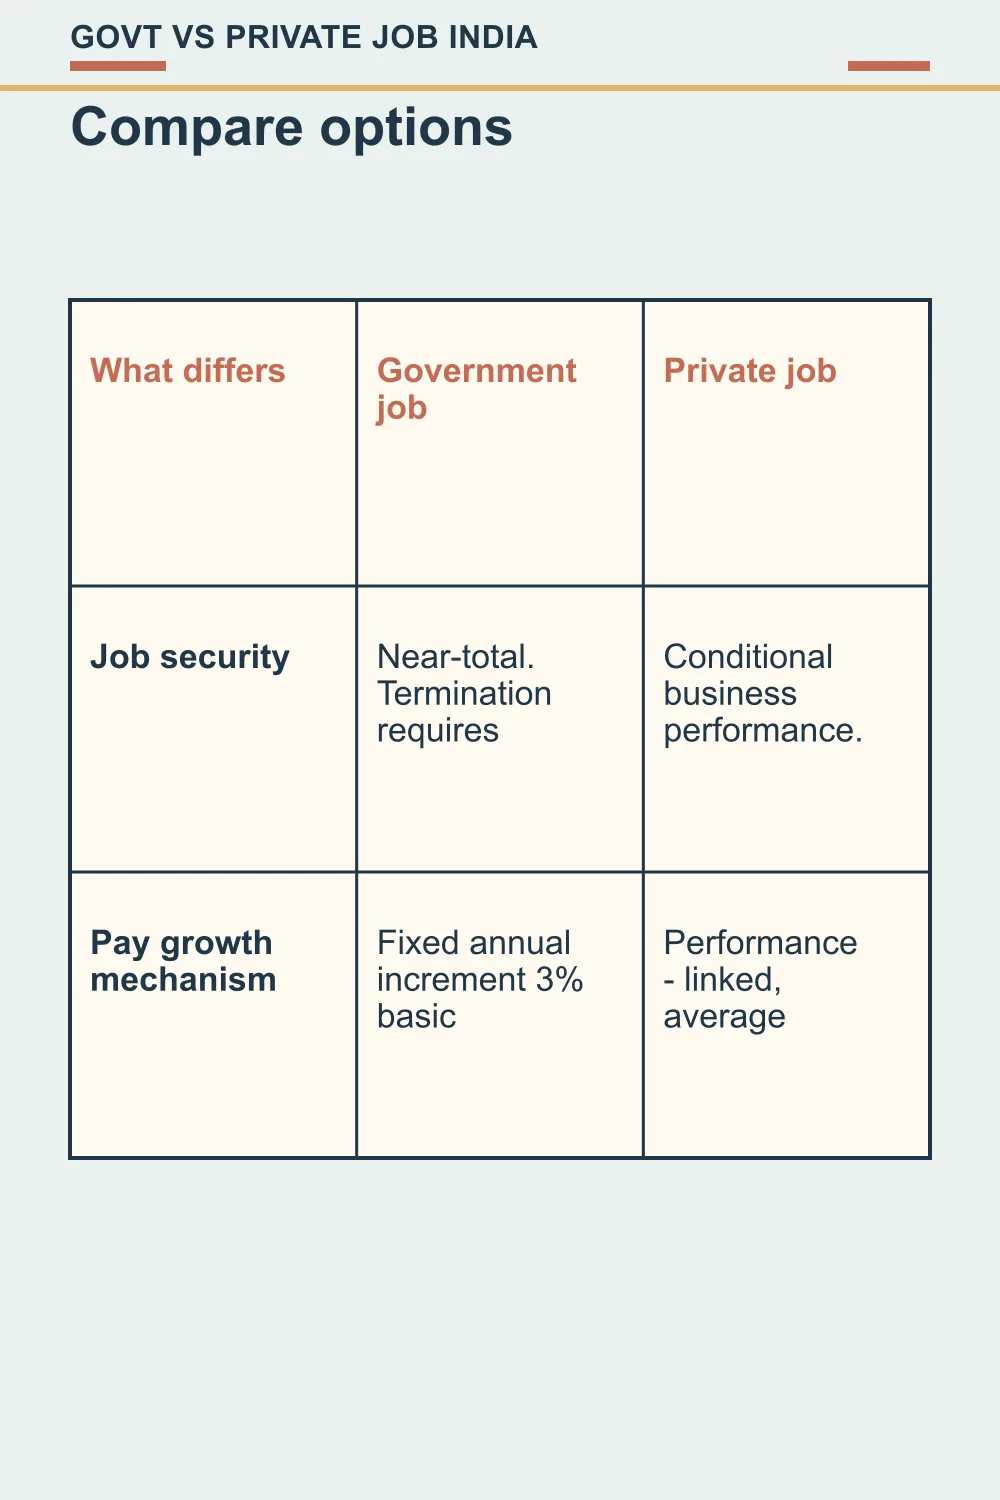 GOVT VS PRIVATE JOB INDIA
Compare options
What differs
Government
job
Private job
Job security
Near-total.
Termination
requires
Conditional
business
performance.
Pay growth
mechanism
Fixed annual
increment 3%
basic
Performance
- linked,
average